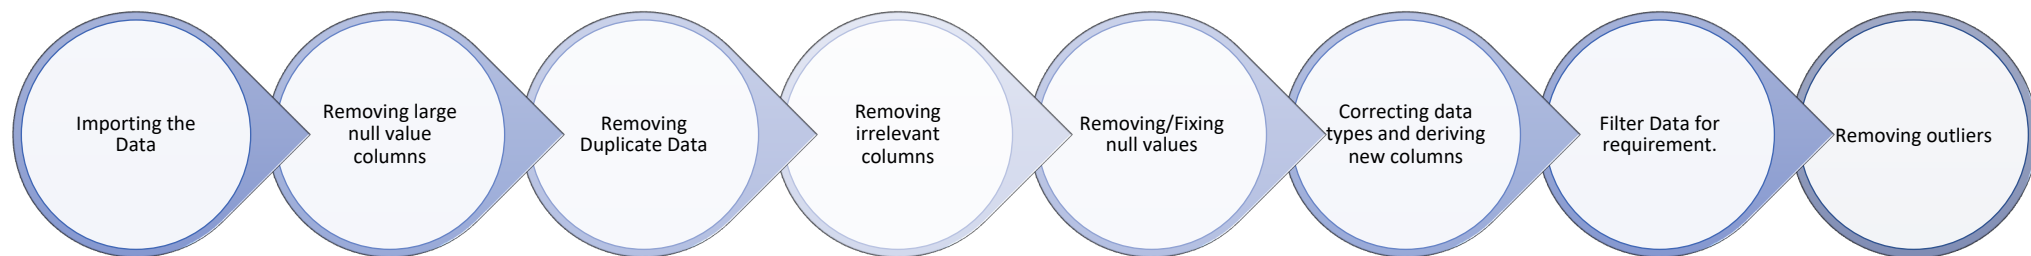 Importing the
Data
Removing large
null value
columns
Removing
Duplicate Data
Removing
irrelevant
columns
Removing/Fixing
null values
Correcting data
types and deriving
new columns
Filter Data for
requirement.
Removing outliers